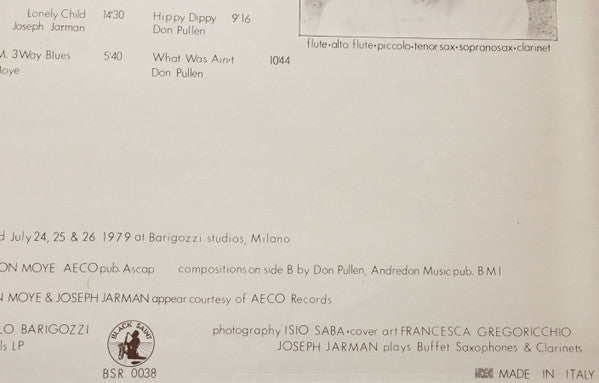 Lonely Child 14'30 Hippy Dippy 9'16
Joseph Jarman Don Pullen
flute•alto flute•piccolo•tenor sax•sopranosax•clarinet
M. 3 Way Blues 5'40 What Was Ain't 10'44
Moye Don Pullen
d July 24, 25 & 26 1979 at Barigozzi studios, Milano
ON MOYE AECO pub. Ascap compositions on side B by Don Pullen, Andredon Music pub. BMI
N MOYE & JOSEPH JARMAN appear courtesy of AECO Records
LO BARIGOZZI BLACK SAINT photography ISIO SABA•cover art FRANCESCA GREGORICCHIO
ls LP JOSEPH JARMAN plays Buffet Saxophones & Clarinets
BSR 0038 MADE IN ITALY